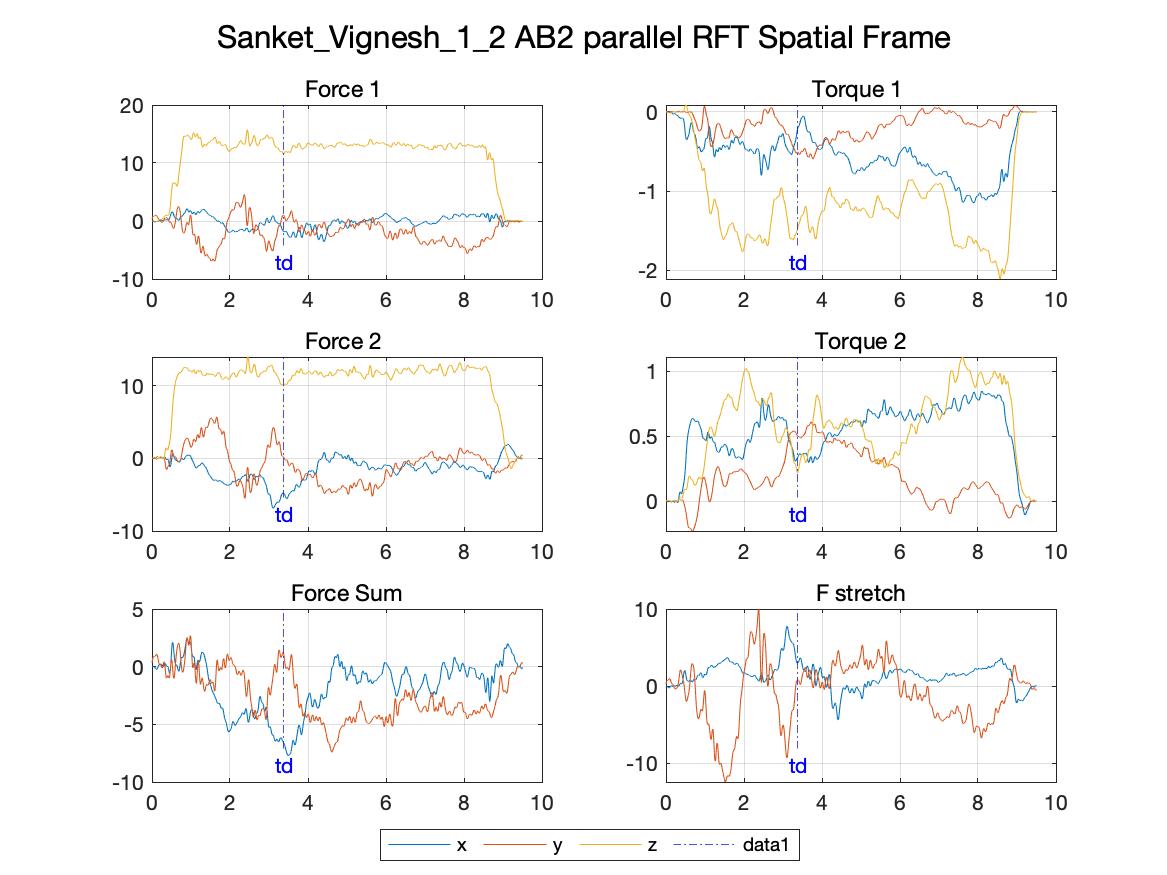 Sanket_Vignesh_1_2 AB2 parallel RFT Spatial Frame
Force 1
20
10
0
-10
td
0 2 4 6 8 10
Torque 1
0
-1
-2
td
0 2 4 6 8 10
Force 2
10
0
-10
td
0 2 4 6 8 10
Torque 2
1
0.5
0
td
0 2 4 6 8 10
Force Sum
5
0
-5
-10
td
0 2 4 6 8 10
F stretch
10
0
-10
td
0 2 4 6 8 10
x y z data1